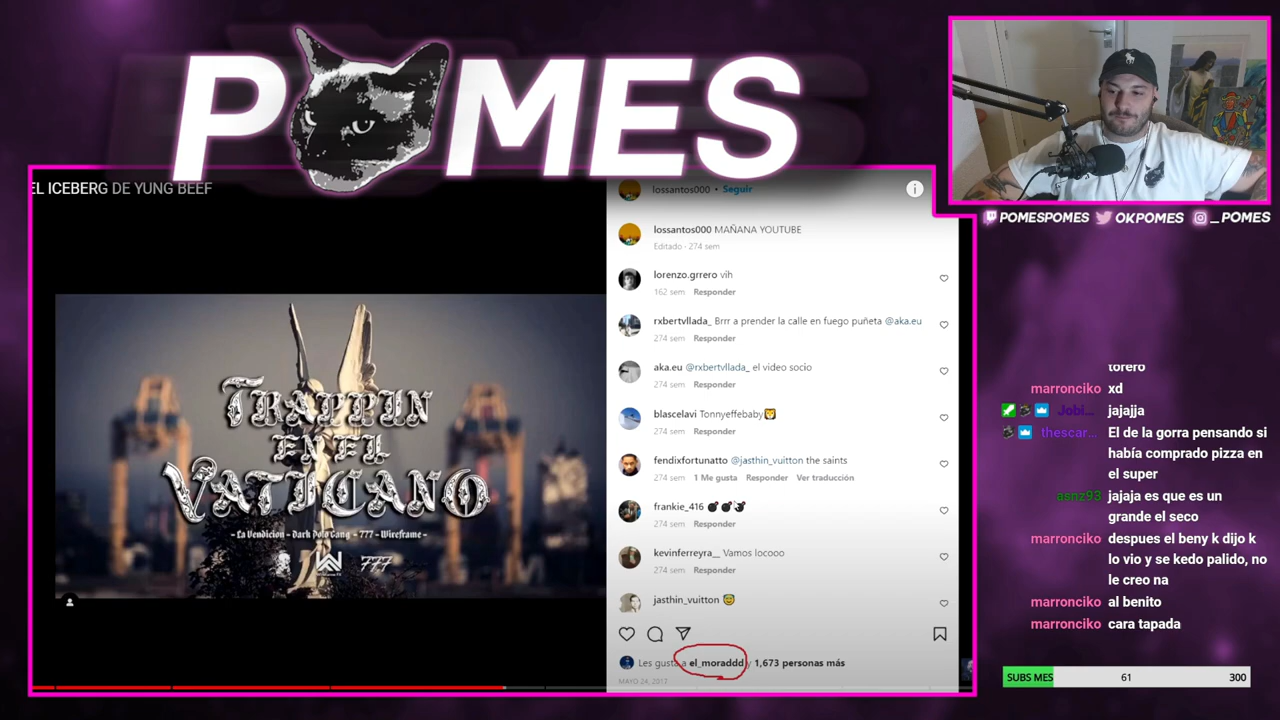 POMES
EL ICEBERG DE YUNG BEEF
lossantos000 • Seguir
lossantos000 MAÑANA YOUTUBE
Editado · 274 sem
lorenzo.grrero vih
162 sem Responder
rxbertvllada_ Brrr a prender la calle en fuego puñeta @aka.eu
274 sem Responder
aka.eu @rxbertvllada_ el video socio
274 sem Responder
blascelavi Tonnyeffebaby
274 sem Responder
fendixfortunatto @jasthin_vuitton the saints
274 sem 1 Me gusta Responder Ver traducción
frankie_416
274 sem Responder
kevinferreyra__ Vamos locooo
274 sem Responder
jasthin_vuitton
Les gusta a el_moraddd y 1,673 personas más
MAYO 24, 2017
TRAPPIN
EN EL
VATICANO
- La Vendicion - Dark Polo Gang - 777 - Wireframe -
777
POMESPOMES OKPOMES _POMES
torero
marronciko xd
Jobi... jajajja
thescar... El de la gorra pensando si
había comprado pizza en
el super
asnz93 jajaja es que es un
grande el seco
marronciko despues el beny k dijo k
lo vio y se kedo palido, no
le creo na
marronciko al benito
marronciko cara tapada
SUBS MES 61 300